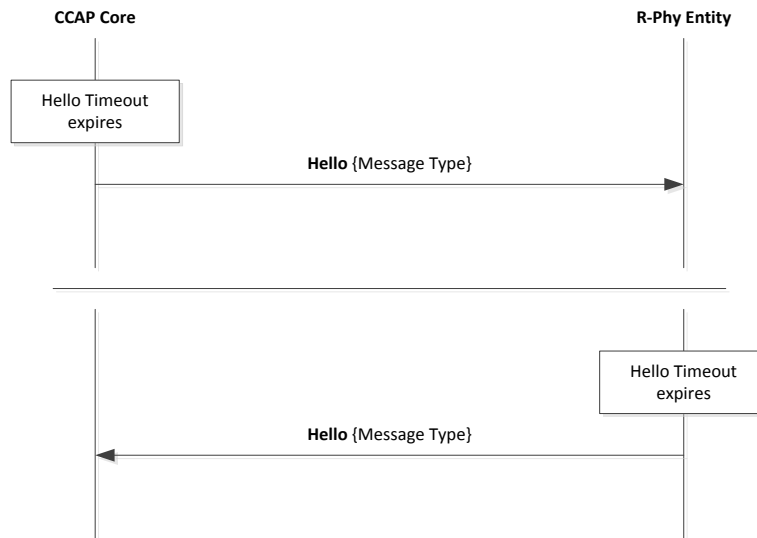 CCAP Core
R-Phy Entity
Hello Timeout
expires
Hello {Message Type}
Hello Timeout
expires
Hello {Message Type}